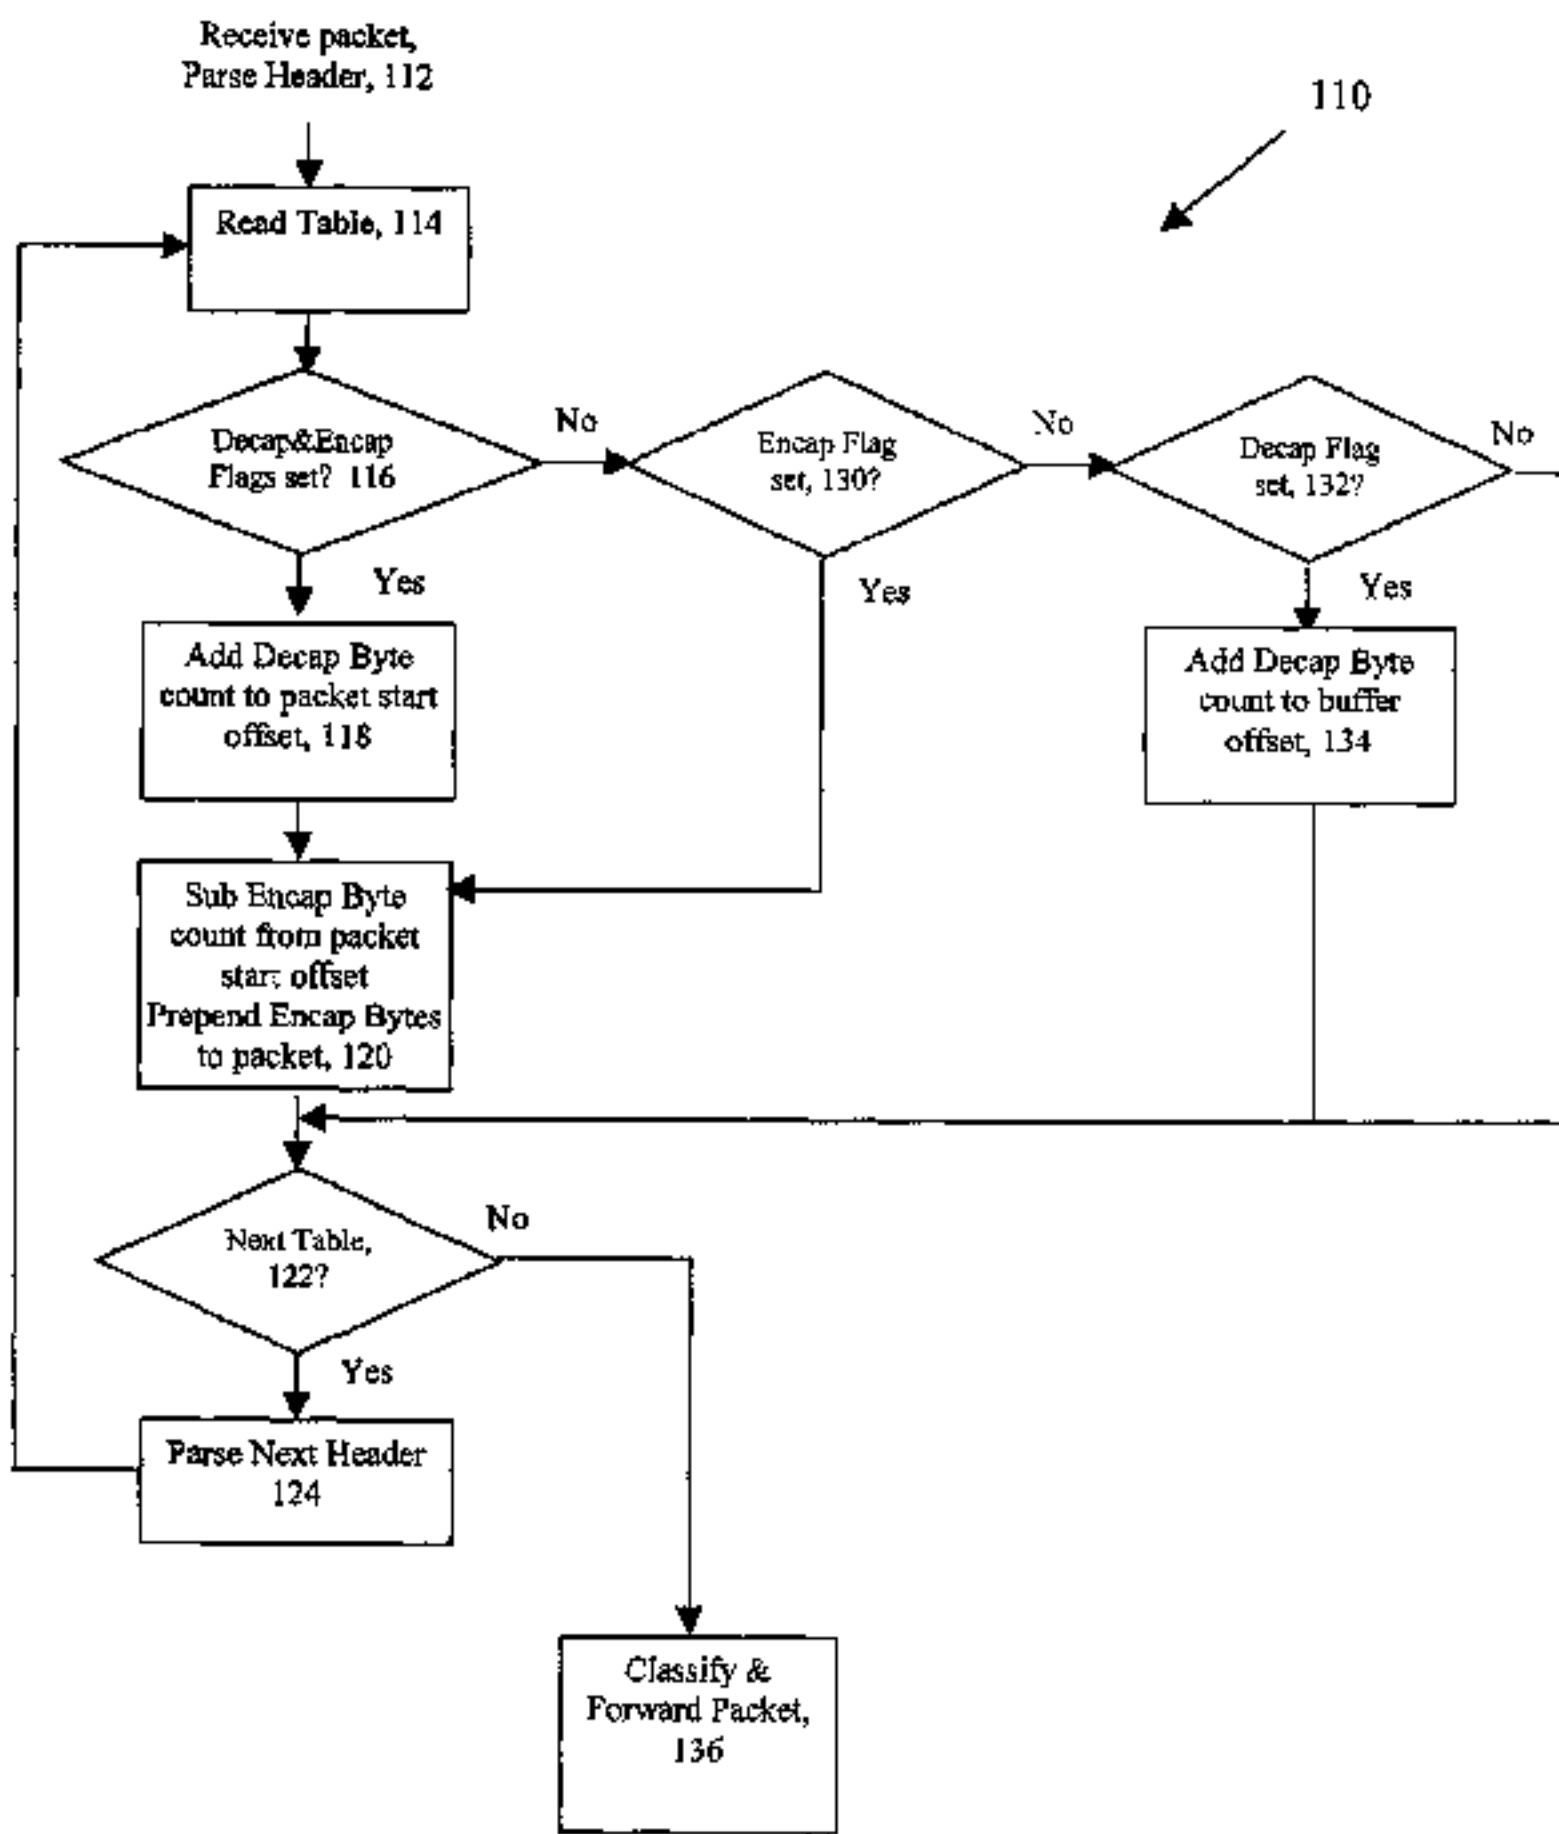 Receive packet,
Parse Header, 112
110
Read Table, 114
Decap&Encap
Flags set? 116
No
Encap Flag
set, 130?
No
Decap Flag
set, 132?
No
Yes
Yes
Yes
Add Decap Byte
count to packet start
offset, 118
Add Decap Byte
count to buffer
offset, 134
Sub Encap Byte
count from packet
start offset
Prepend Encap Bytes
to packet, 120
Next Table,
122?
No
Yes
Parse Next Header
124
Classify &
Forward Packet,
136